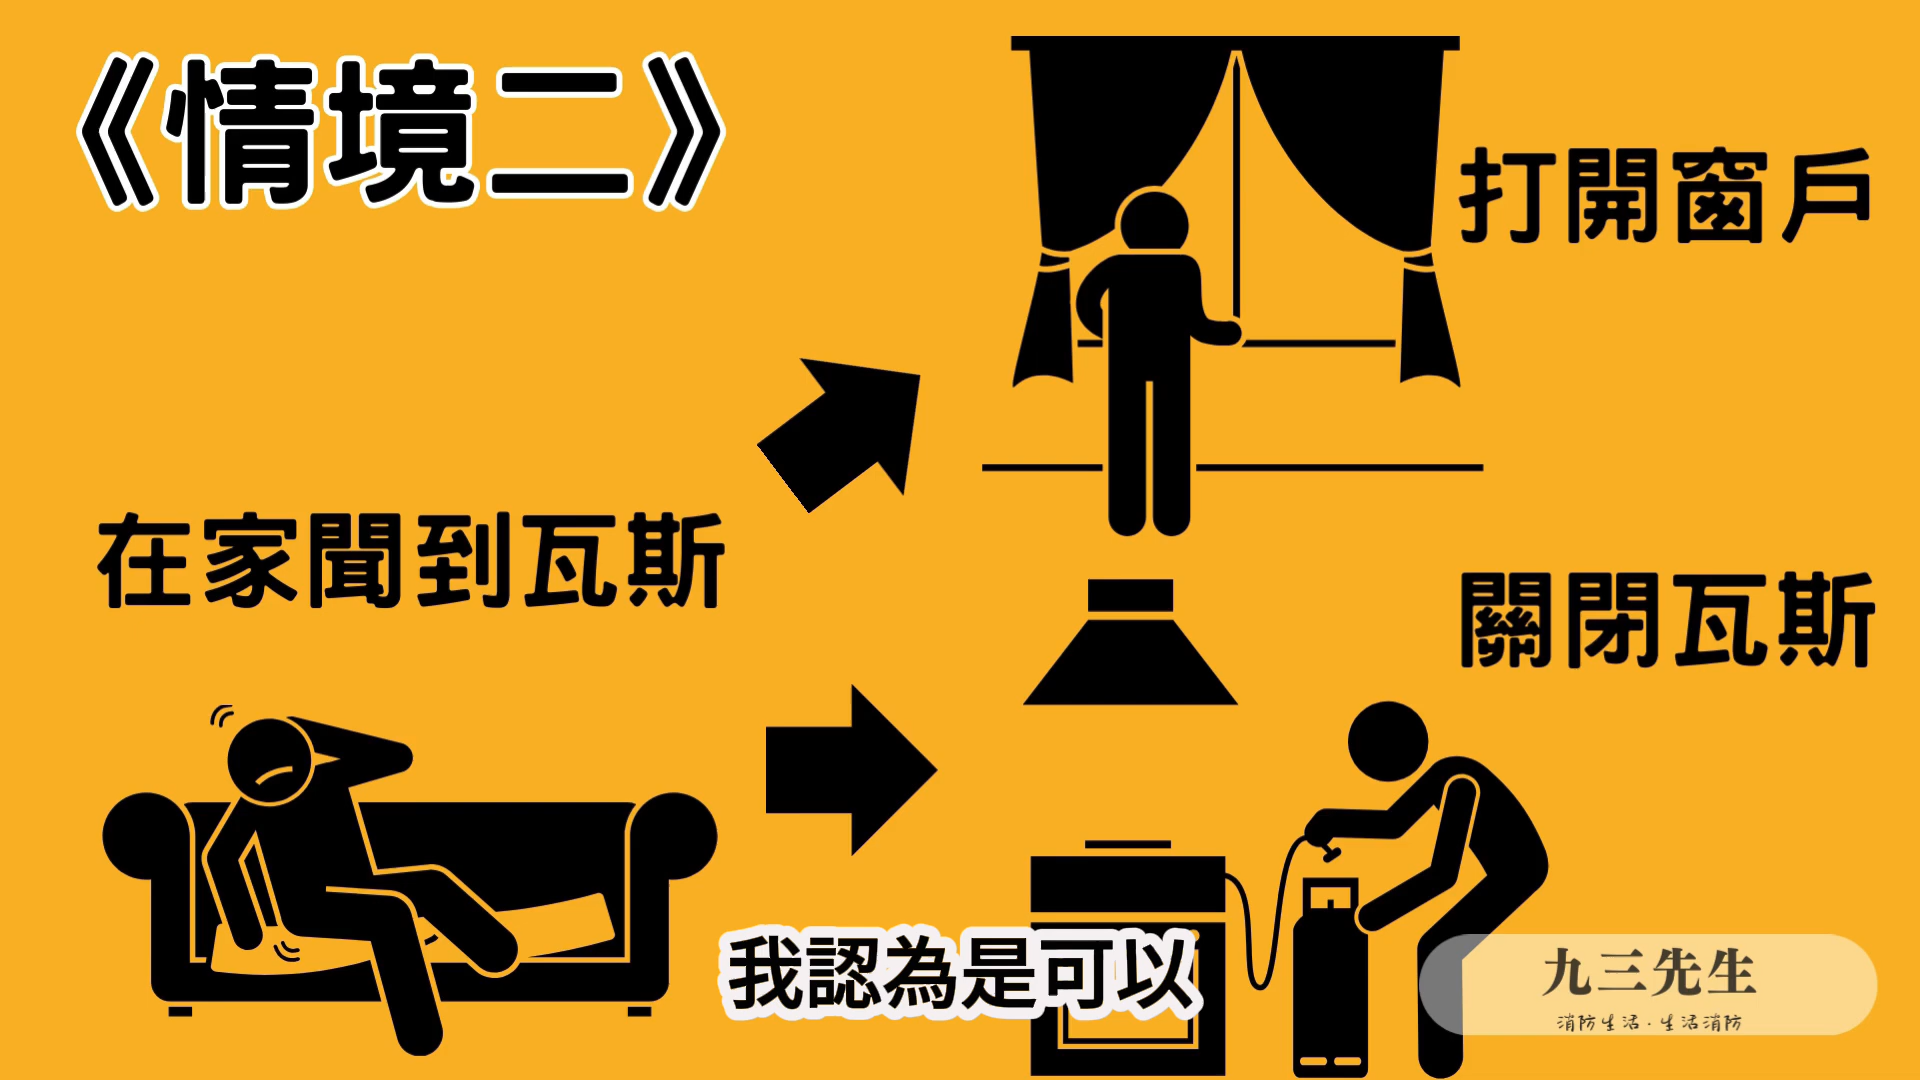 《情境二》
打開窗戶
在家聞到瓦斯
關閉瓦斯
我認為是可以
九三先生
消防生活·生活消防